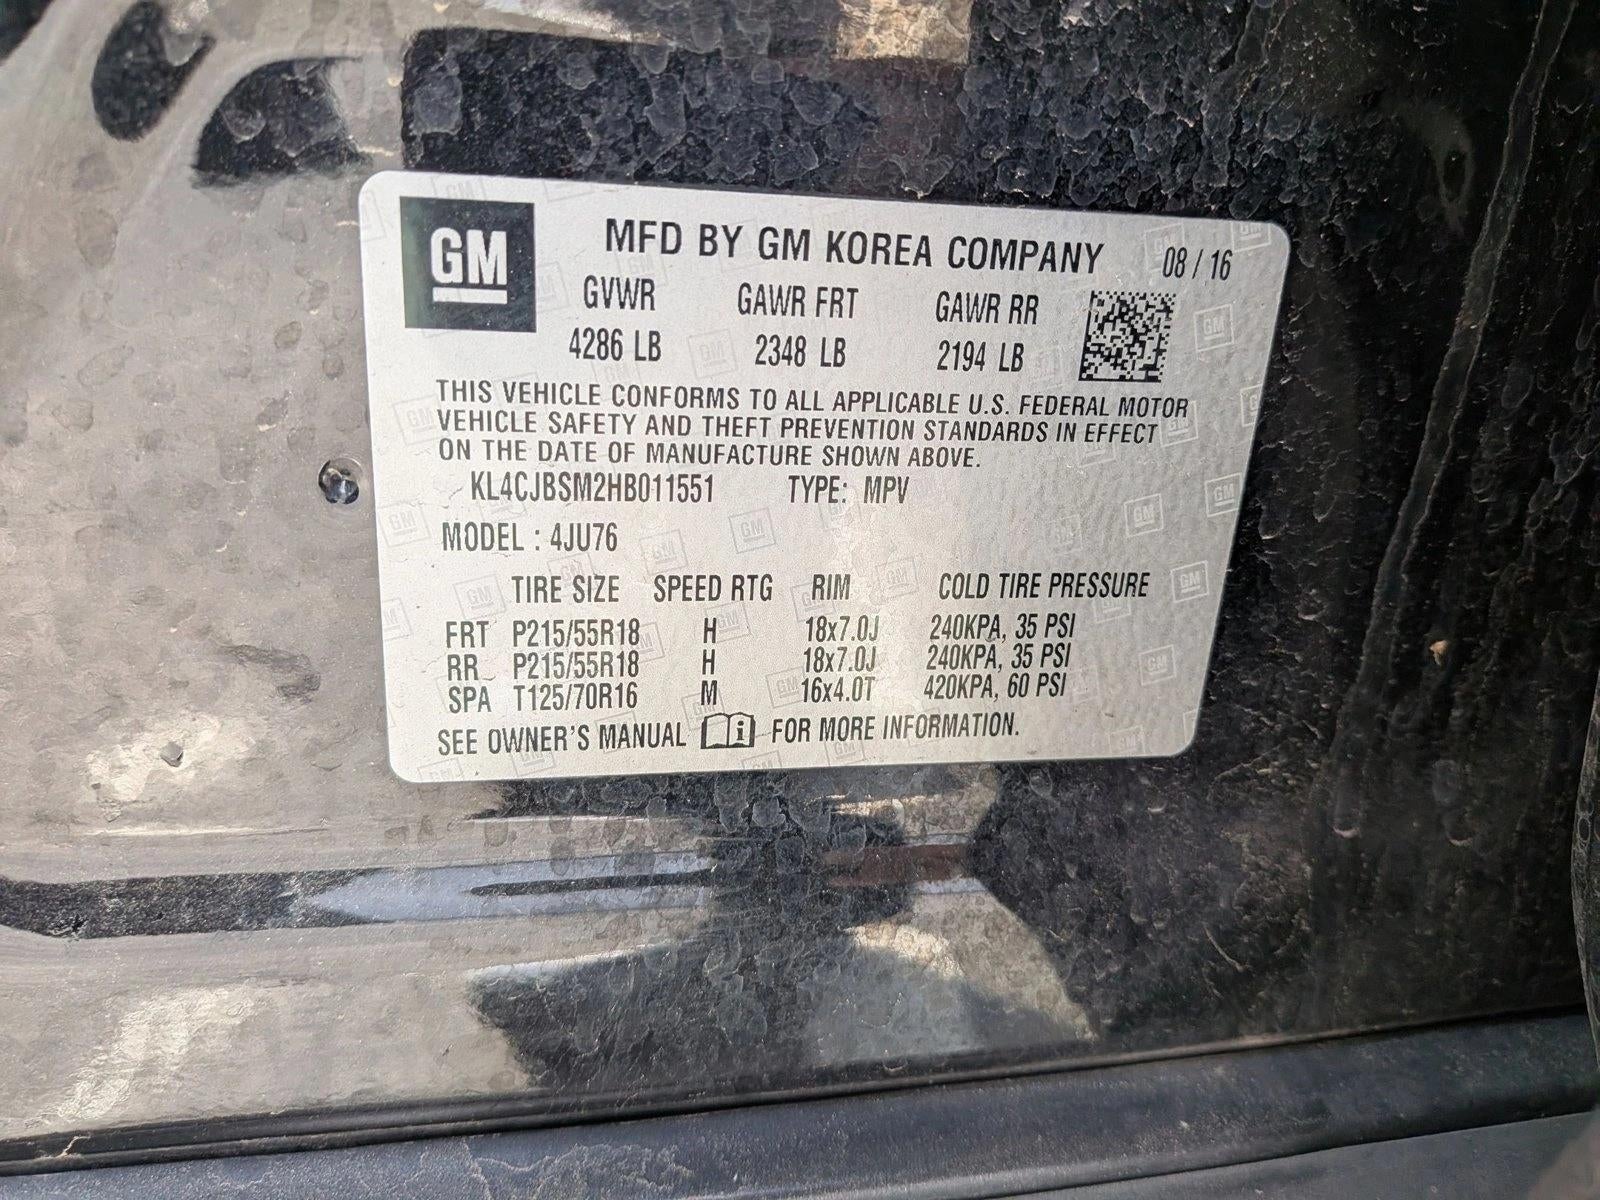 GM MFD BY GM KOREA COMPANY 08 / 16
GVWR GAWR FRT GAWR RR
4286 LB 2348 LB 2194 LB
THIS VEHICLE CONFORMS TO ALL APPLICABLE U.S. FEDERAL MOTOR
VEHICLE SAFETY AND THEFT PREVENTION STANDARDS IN EFFECT
ON THE DATE OF MANUFACTURE SHOWN ABOVE.
KL4CJBSM2HB011551 TYPE: MPV
MODEL : 4JU76
TIRE SIZE SPEED RTG RIM COLD TIRE PRESSURE
FRT P215/55R18 H 18x7.0J 240KPA, 35 PSI
RR P215/55R18 H 18x7.0J 240KPA, 35 PSI
SPA T125/70R16 M 16x4.0T 420KPA, 60 PSI
SEE OWNER'S MANUAL i FOR MORE INFORMATION.